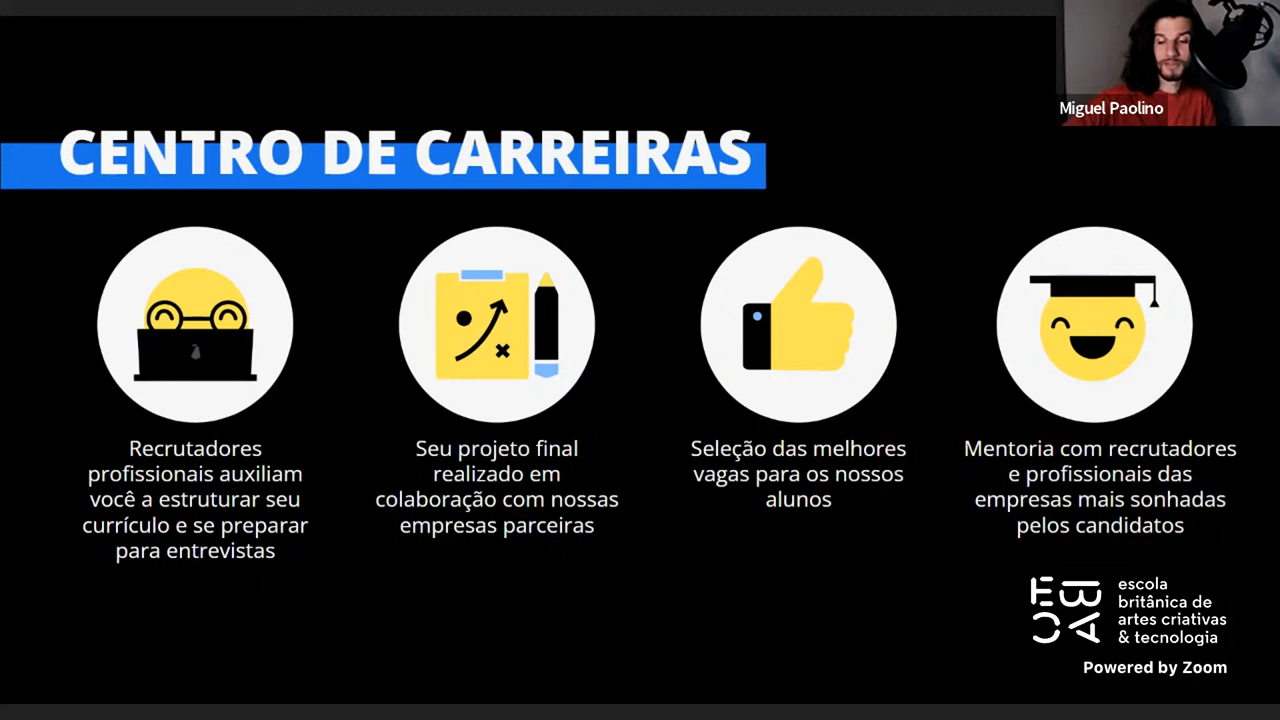 Miguel Paolino
CENTRO DE CARREIRAS
Recrutadores
profissionais auxiliam
você a estruturar seu
currículo e se preparar
para entrevistas
Seu projeto final
realizado em
colaboração com nossas
empresas parceiras
Seleção das melhores
vagas para os nossos
alunos
Mentoria com recrutadores
e profissionais das
empresas mais sonhadas
pelos candidatos
EBAC
escola
britânica de
artes criativas
& tecnologia
Powered by Zoom